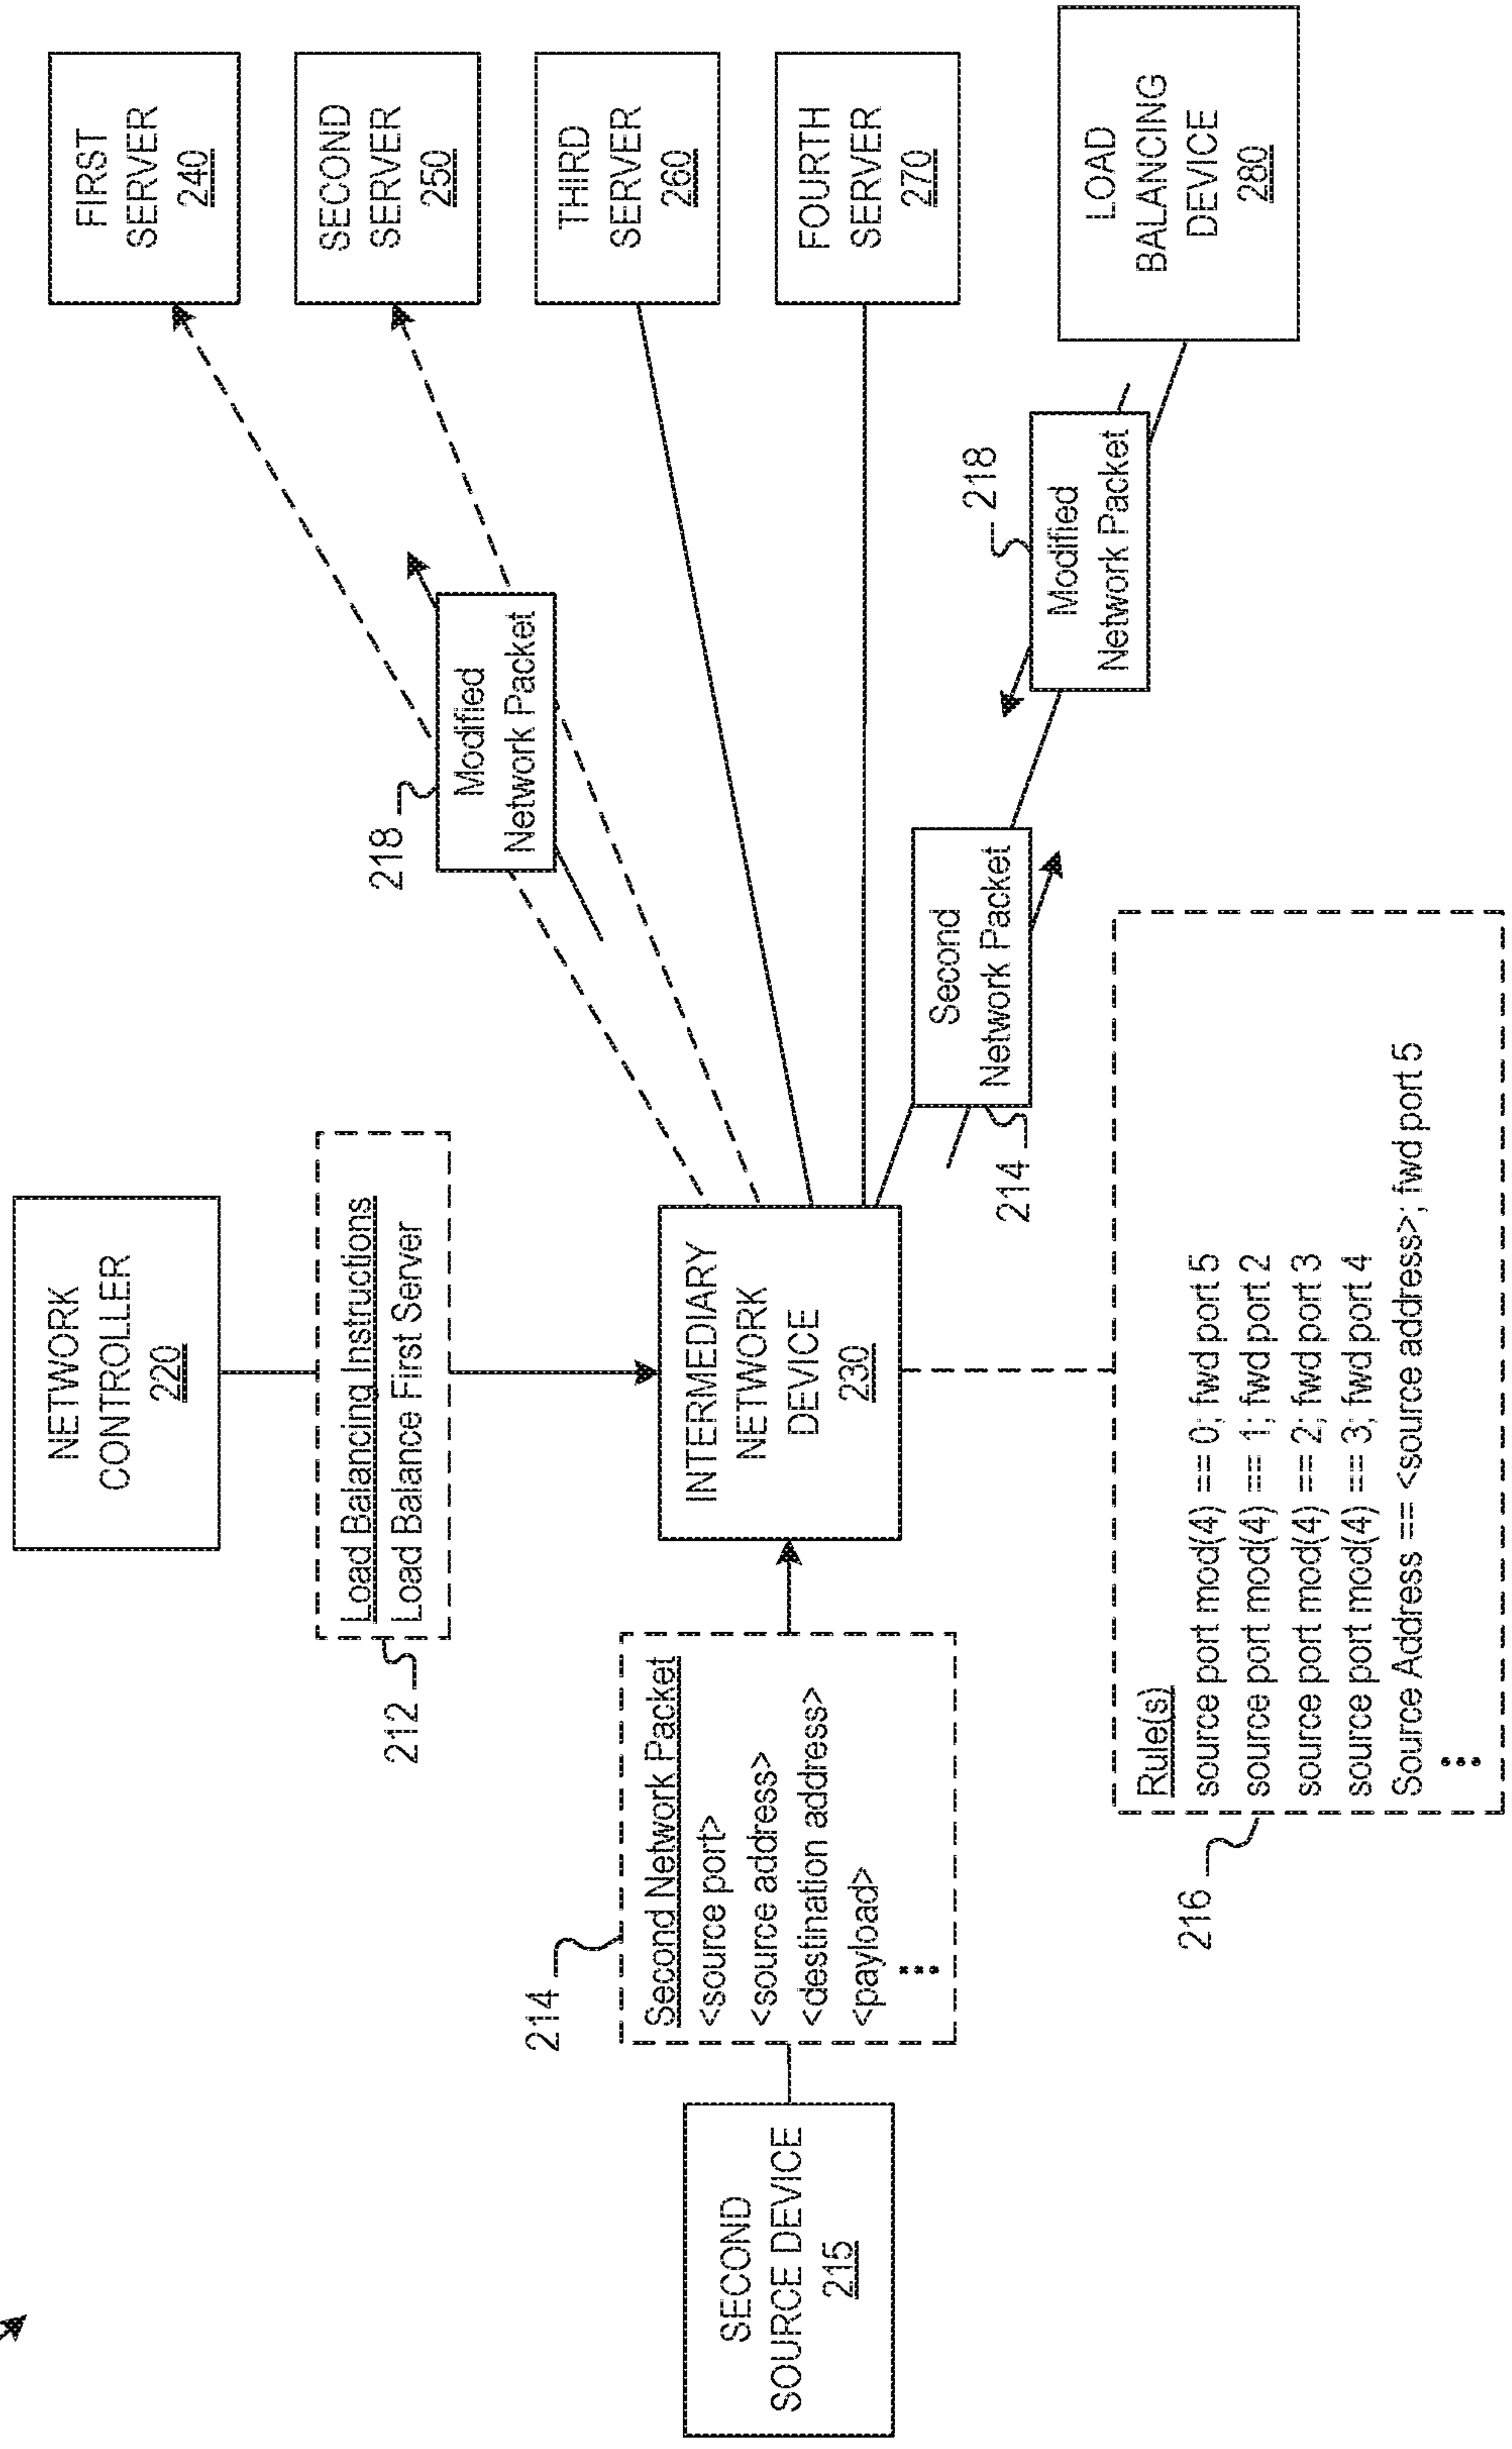 NETWORK
CONTROLLER
220
Load Balancing Instructions
Load Balance First Server
212
SECOND
SOURCE DEVICE
215
214
Second Network Packet
<source port>
<source address>
<destination address>
<payload>
INTERMEDIARY
NETWORK
DEVICE
230
216
Rule(s)
source port mod(4) == 0; fwd port 5
source port mod(4) == 1; fwd port 2
source port mod(4) == 2; fwd port 3
source port mod(4) == 3; fwd port 4
Source Address == <source address>; fwd port 5
218
Modified
Network Packet
214
Second
Network Packet
218
Modified
Network Packet
FIRST
SERVER
240
SECOND
SERVER
250
THIRD
SERVER
260
FOURTH
SERVER
270
LOAD
BALANCING
DEVICE
280